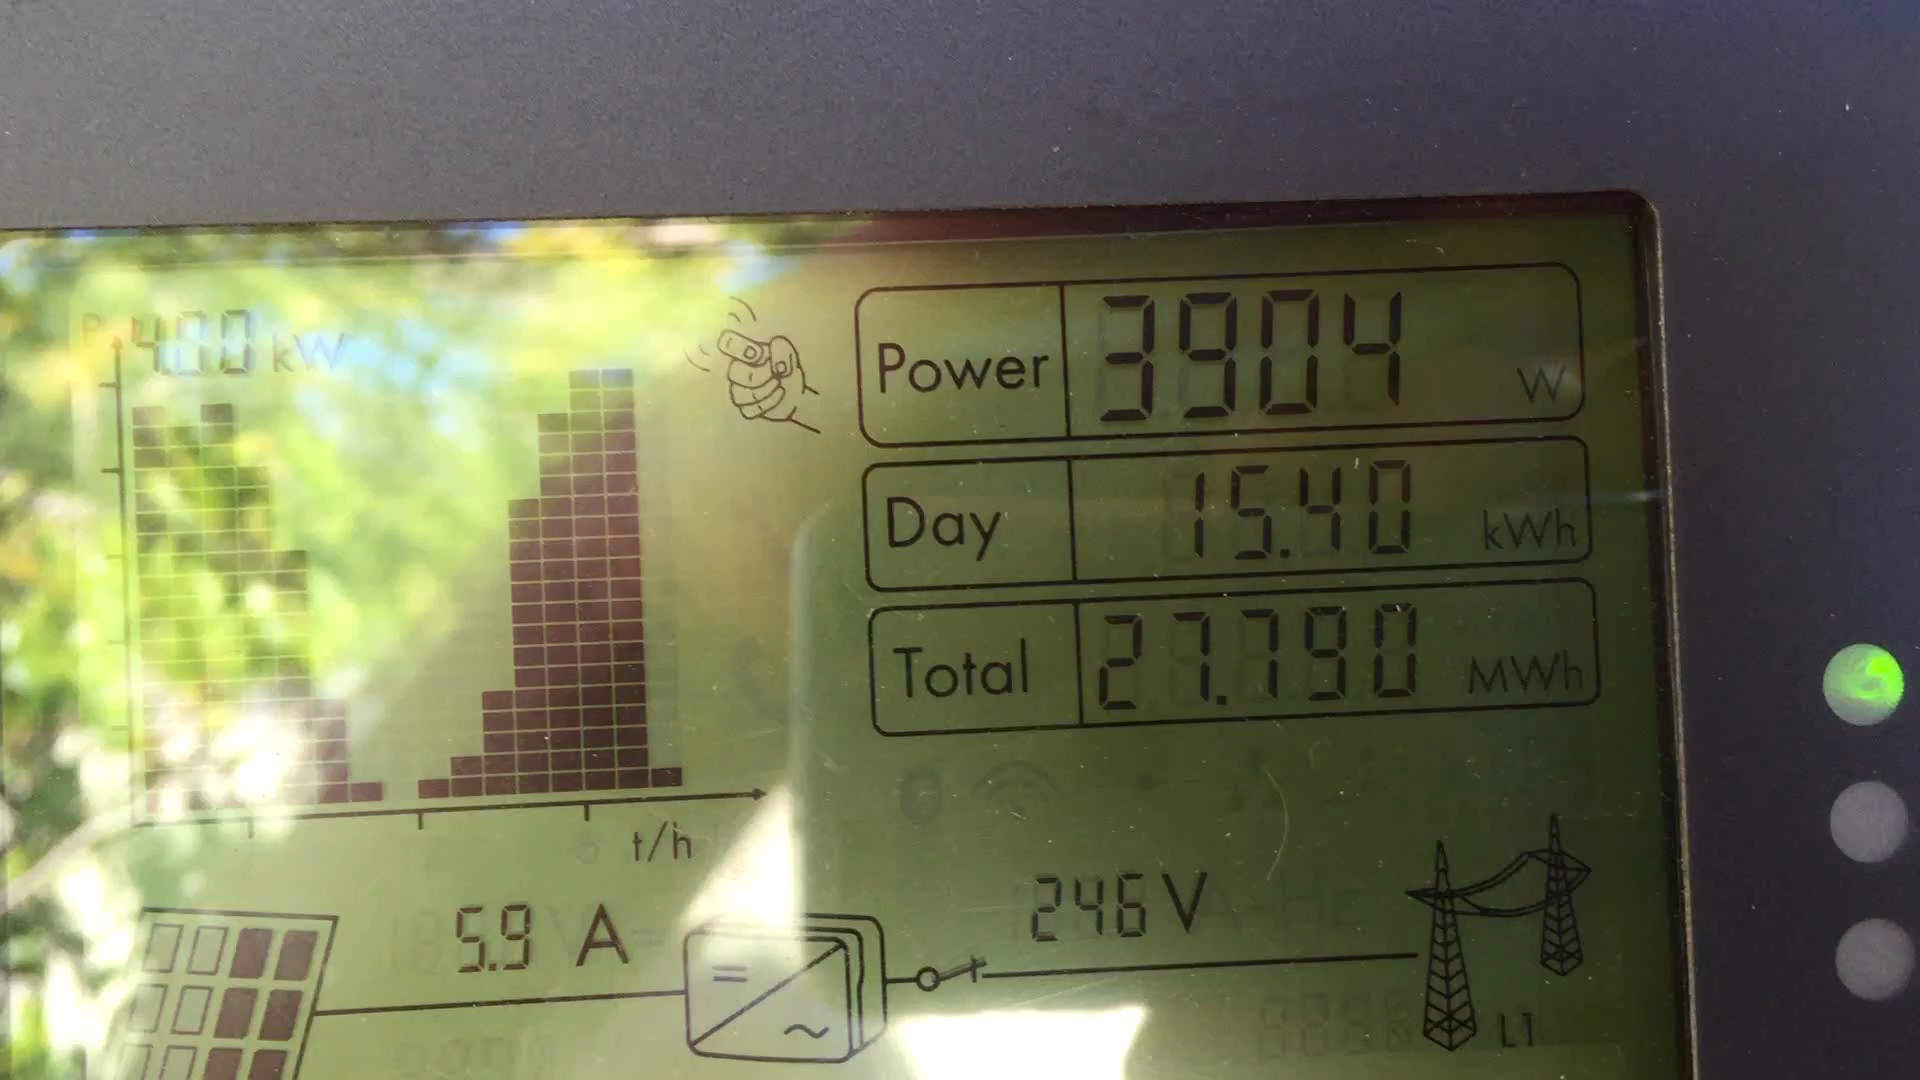 P 4.00 kW
Power 3904 W
Day 15.40 kWh
Total 27.790 MWh
t/h
5.9 A
246 V
L1